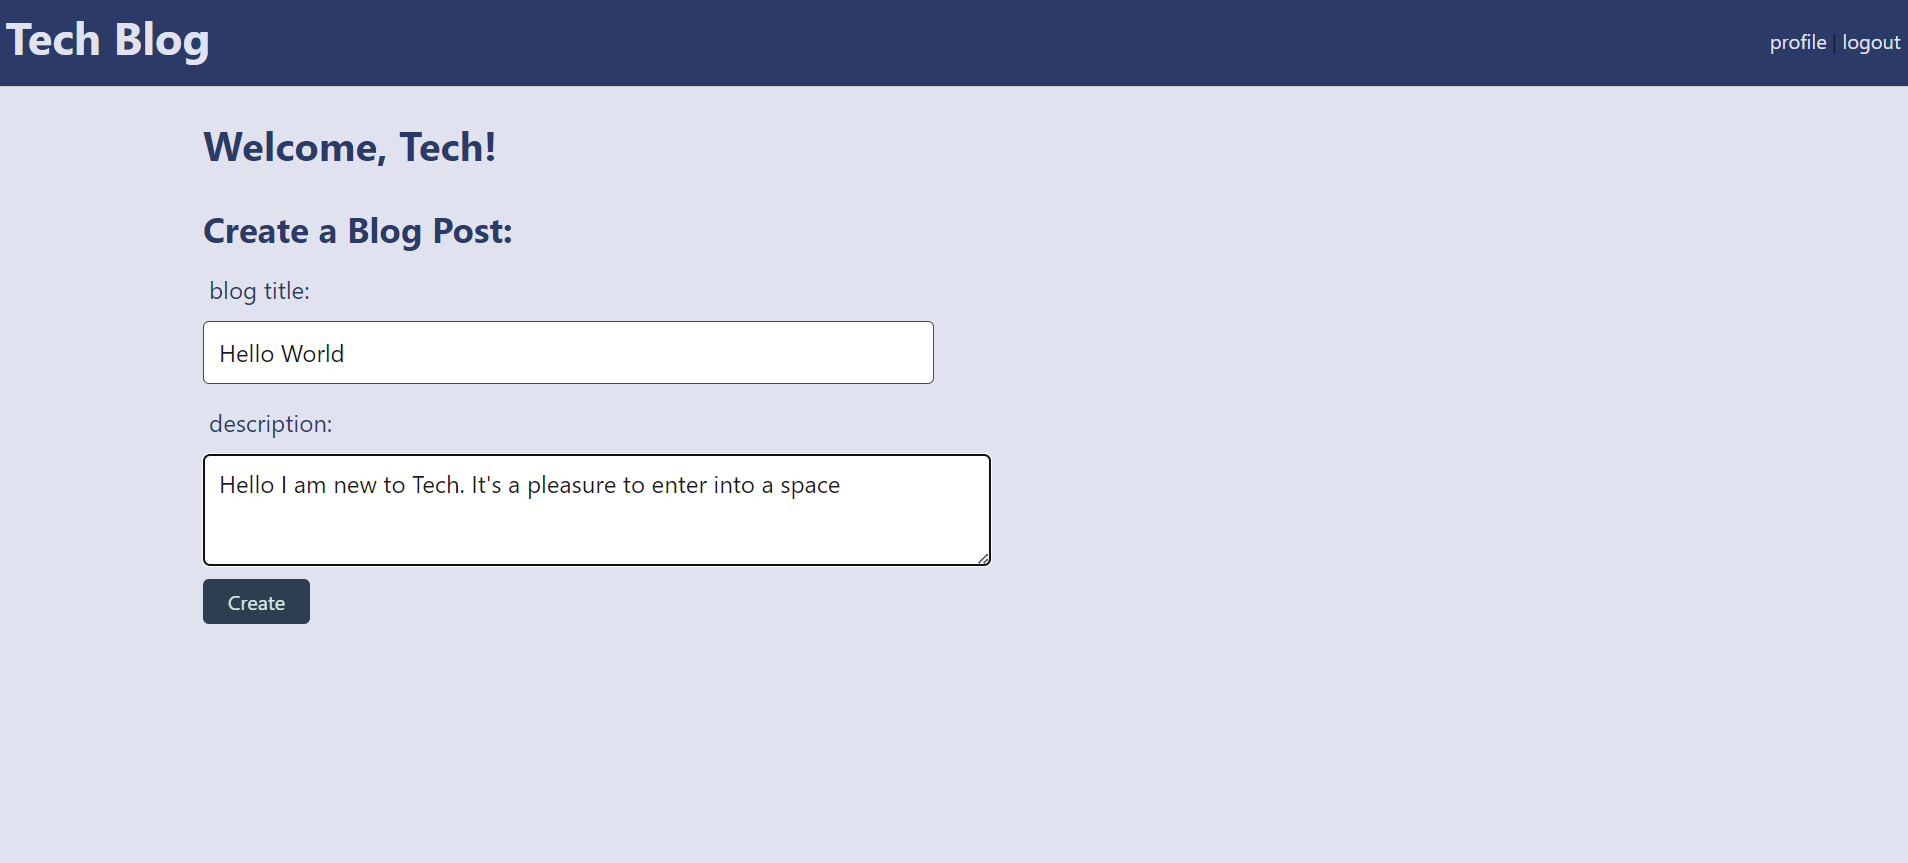 Tech Blog
profile | logout
Welcome, Tech!
Create a Blog Post:
blog title:
Hello World
description:
Hello I am new to Tech. It's a pleasure to enter into a space
Create